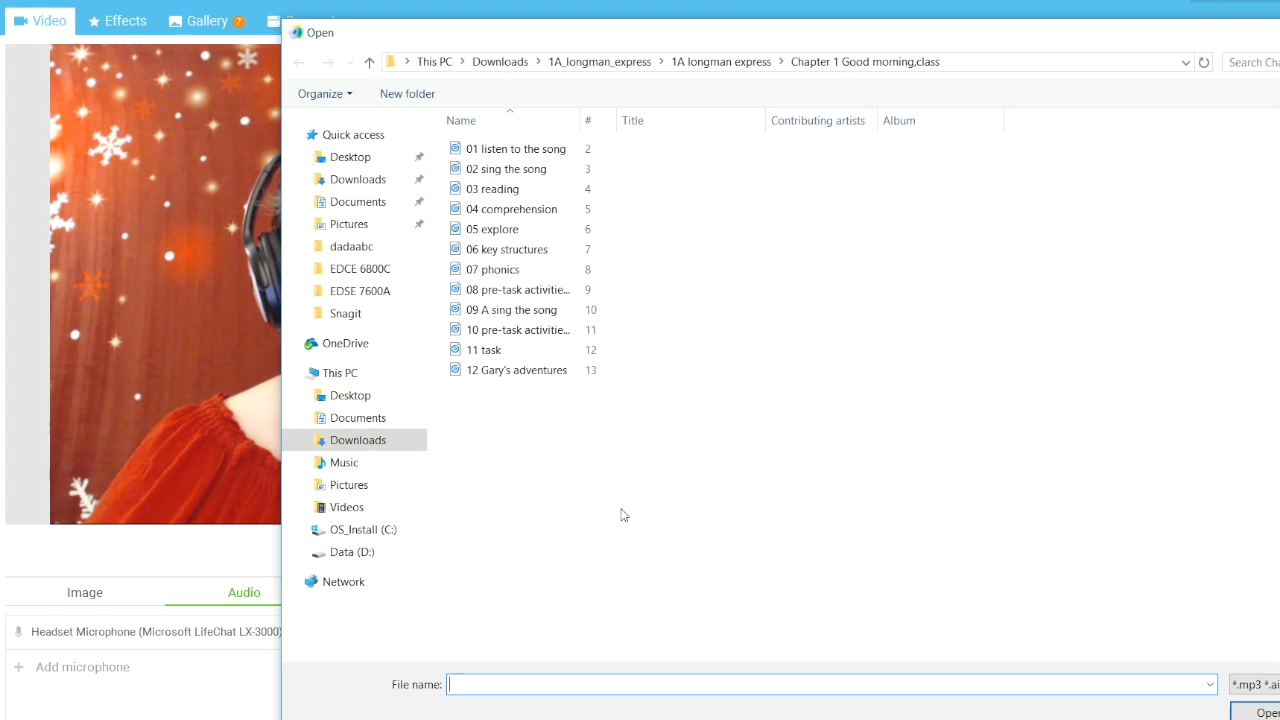 Video
Effects
Gallery 7
Open
This PC > Downloads > 1A_longman_express > 1A longman express > Chapter 1 Good morning,class
Search Cha
Organize
New folder
Name # Title Contributing artists Album
Quick access
Desktop
Downloads
Documents
Pictures
dadaabc
EDCE 6800C
EDSE 7600A
Snagit
OneDrive
This PC
Desktop
Documents
Downloads
Music
Pictures
Videos
OS_Install (C:)
Data (D:)
Network
01 listen to the song 2
02 sing the song 3
03 reading 4
04 comprehension 5
05 explore 6
06 key structures 7
07 phonics 8
08 pre-task activitie... 9
09 A sing the song 10
10 pre-task activitie... 11
11 task 12
12 Gary's adventures 13
Image
Audio
Headset Microphone (Microsoft LifeChat LX-3000)
+ Add microphone
File name:
*.mp3 *.ai
Open